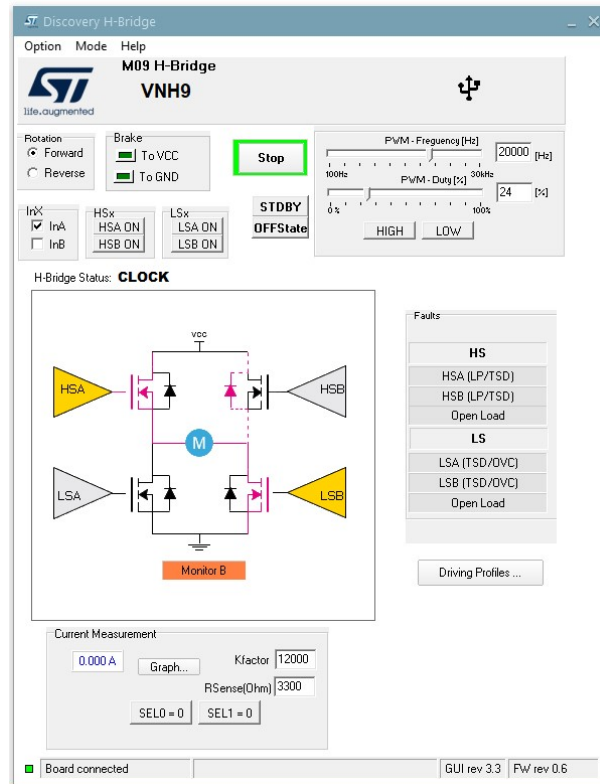 Discovery H-Bridge
Option Mode Help
M09 H-Bridge
VNH9
ST
life.augmented
Rotation
Forward
Reverse
Brake
To VCC
To GND
Stop
PWM - Freguency [Hz]
20000 [Hz]
100Hz 30kHz
PWM - Duty [%]
24 [%]
0 % 100%
HIGH LOW
InX
InA
InB
HSx
HSA ON
HSB ON
LSx
LSA ON
LSB ON
STDBY
OFFState
H-Bridge Status: CLOCK
vcc
HSA
HSB
M
LSA
LSB
Monitor B
Faults
HS
HSA (LP/TSD)
HSB (LP/TSD)
Open Load
LS
LSA (TSD/OVC)
LSB (TSD/OVC)
Open Load
Driving Profiles ...
Current Measurement
0.000 A
Graph...
Kfactor 12000
RSense(Ohm) 3300
SEL0 = 0 SEL1 = 0
Board connected
GUI rev 3.3 FW rev 0.6